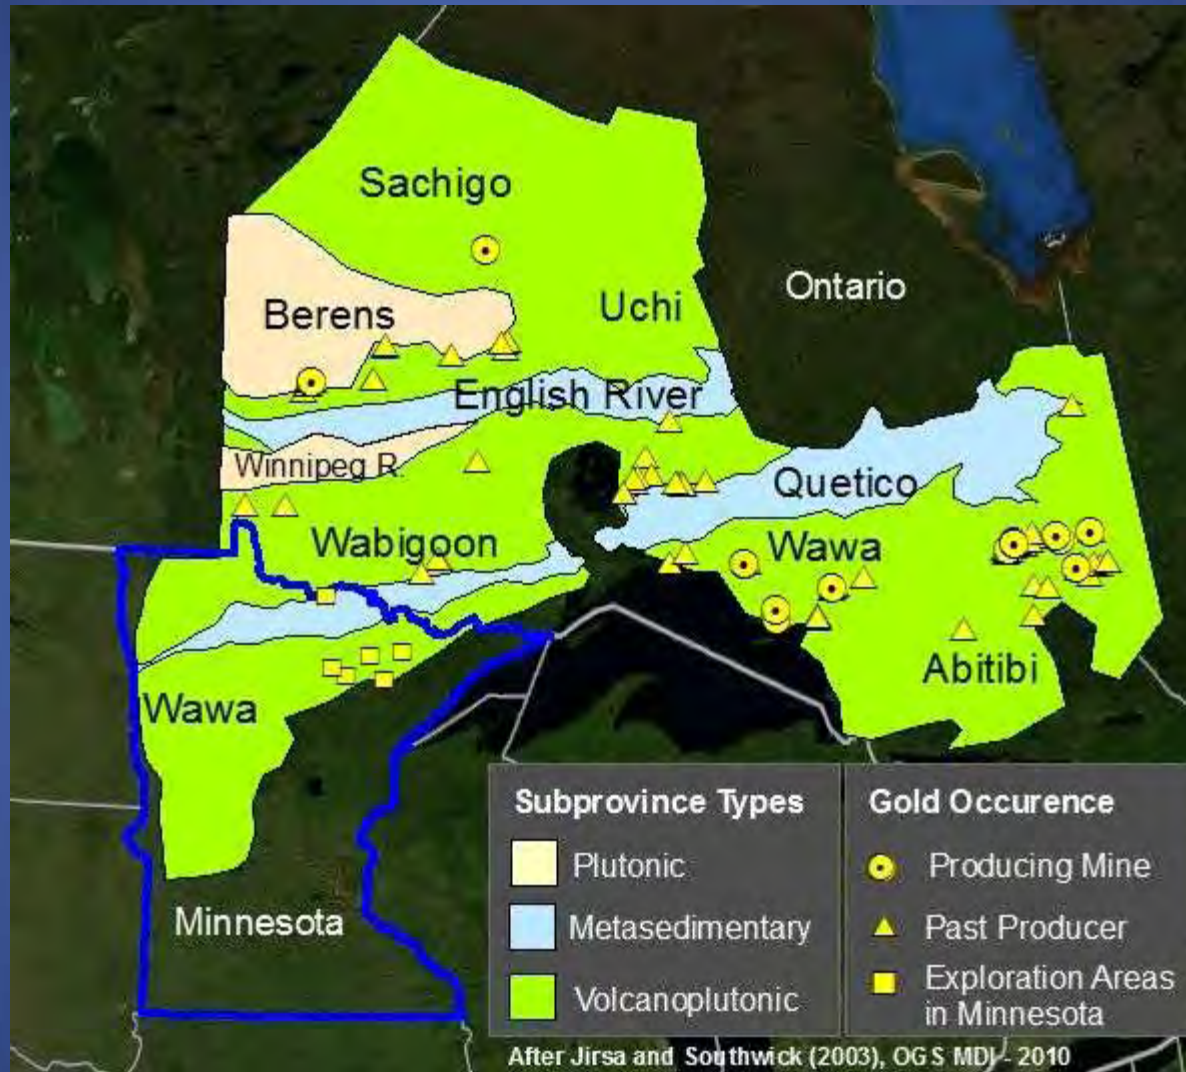 Sachigo
Ontario
Uchi
Berens
English River
Winnipeg R.
Quetico
Wabigoon
Wawa
Abitibi
Wawa
Minnesota
Subprovince Types
Plutonic
Metasedimentary
Volcanoplutonic
Gold Occurence
Producing Mine
Past Producer
Exploration Areas
in Minnesota
After Jirsa and Southwick (2003), OGS MDI - 2010